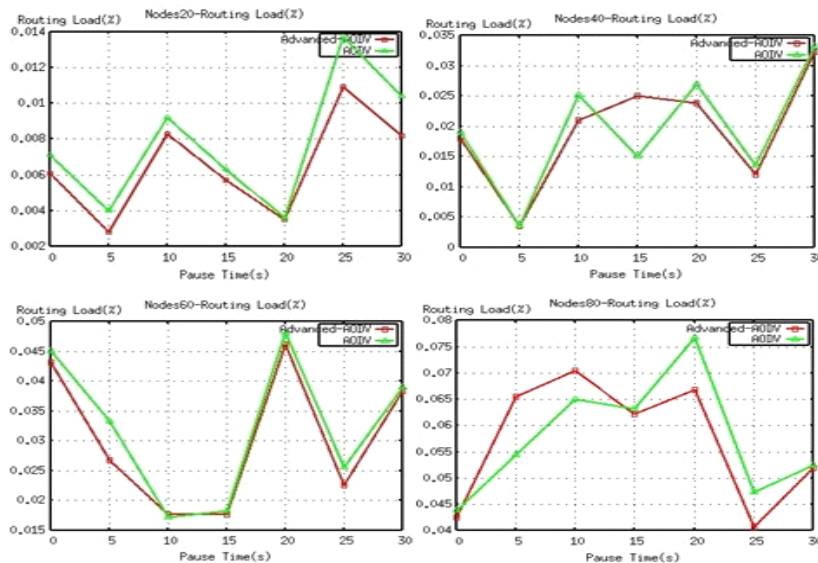 Routing Load(%)
Nodes20-Routing Load(%)
0.014
0.012
0.01
0.008
0.006
0.004
0.002
Advanced-AODV
AODV
0 5 10 15 20 25 30
Pause Time(s)
Routing Load(%)
Nodes40-Routing Load(%)
0.035
0.03
0.025
0.02
0.015
0.01
0.005
0
Advanced-AODV
AODV
0 5 10 15 20 25 30
Pause Time(s)
Routing Load(%)
Nodes60-Routing Load(%)
0.05
0.045
0.04
0.035
0.03
0.025
0.02
0.015
Advanced-AODV
AODV
0 5 10 15 20 25 30
Pause Time(s)
Routing Load(%)
Nodes80-Routing Load(%)
0.08
0.075
0.07
0.065
0.06
0.055
0.05
0.045
0.04
Advanced-AODV
AODV
0 5 10 15 20 25 30
Pause Time(s)